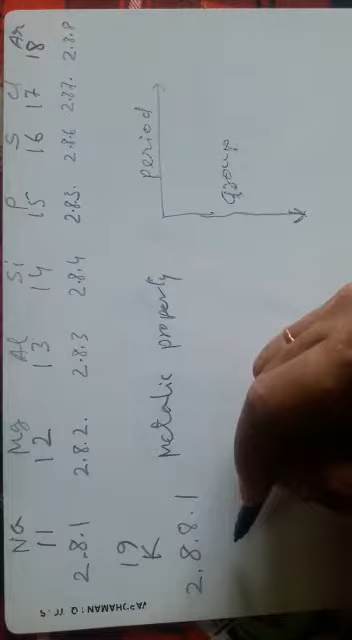 Na Mg Al Si P S Cl Ar
11 12 13 14 15 16 17 18
2.8.1 2.8.2. 2.8.3 2.8.4 2.8.5. 2.8.6 2.8.7. 2.8.8
19
K
metalic property
2.8.8.1
period
group